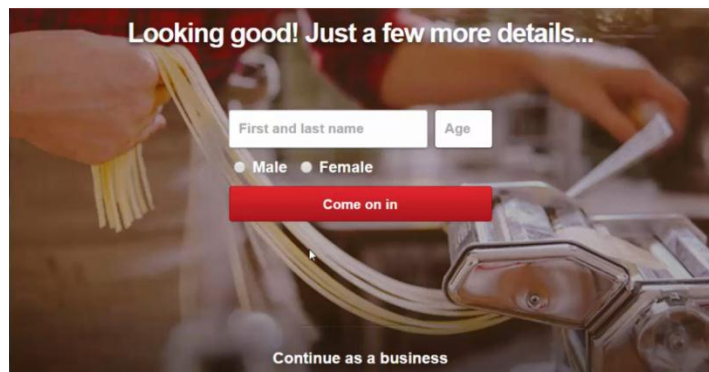 Looking good! Just a few more details...
First and last name Age
Male Female
Come on in
Continue as a business